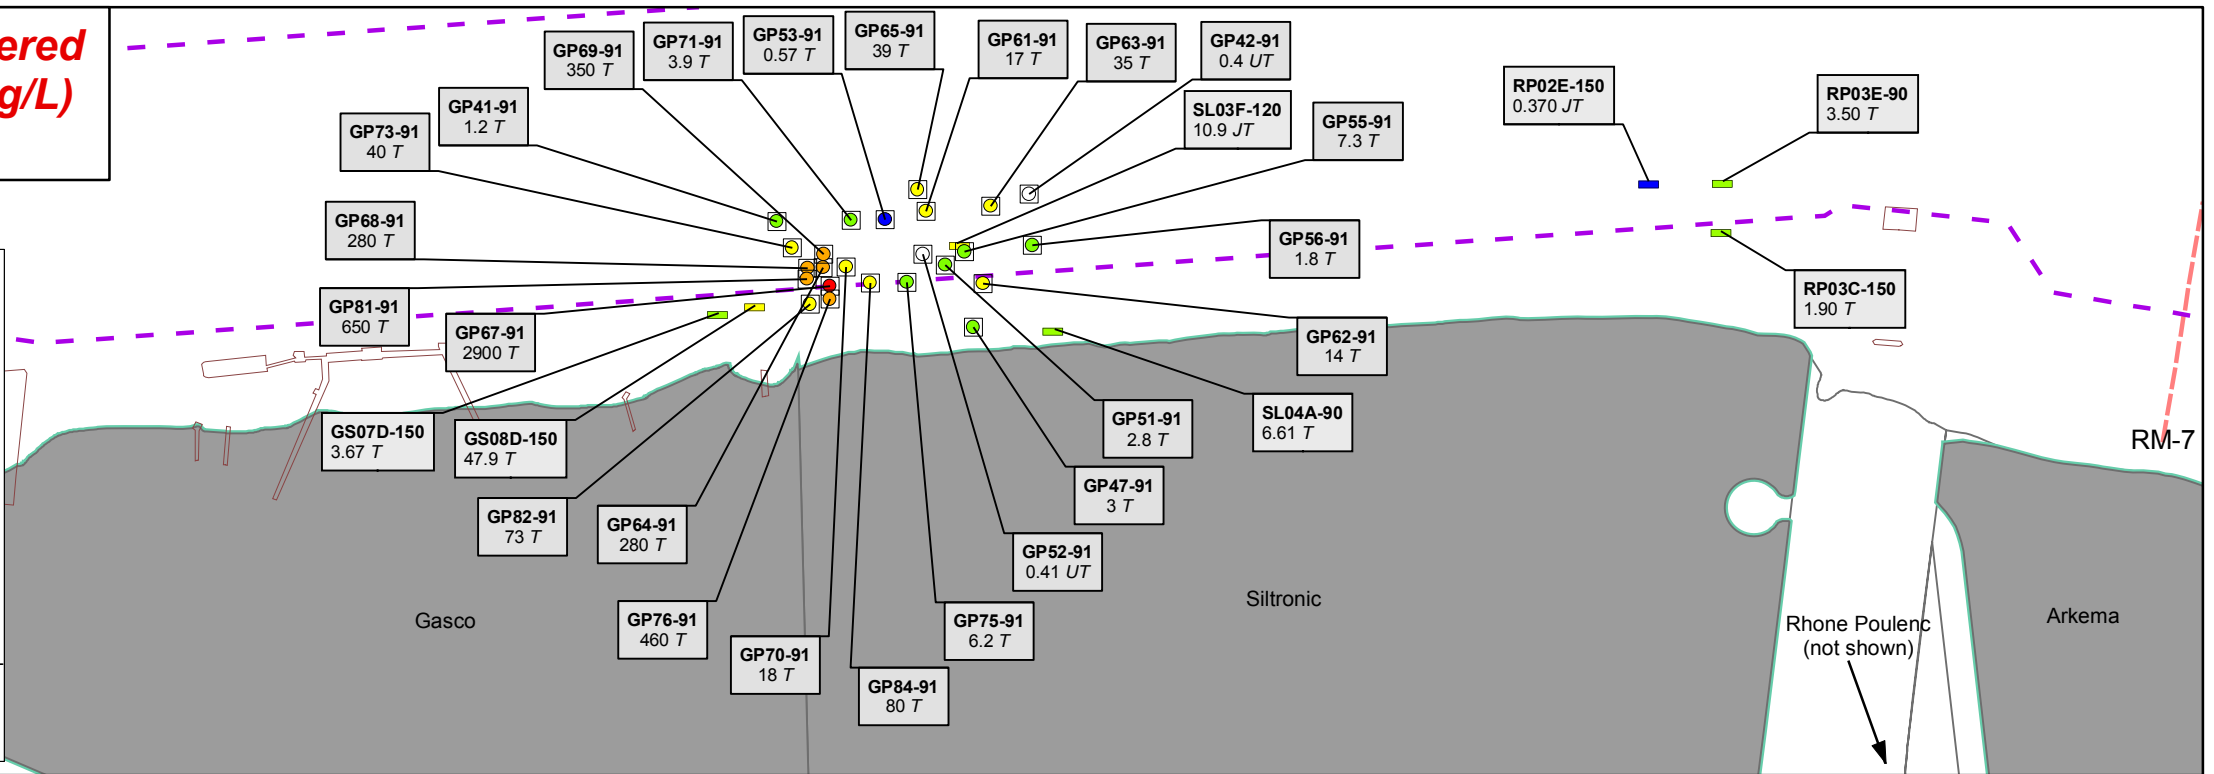 ered
g/L)
GP69-91
350 T
GP71-91
3.9 T
GP53-91
0.57 T
GP65-91
39 T
GP61-91
17 T
GP63-91
35 T
GP42-91
0.4 UT
RP02E-150
0.370 JT
RP03E-90
3.50 T
GP41-91
1.2 T
GP73-91
40 T
SL03F-120
10.9 JT
GP55-91
7.3 T
GP68-91
280 T
GP56-91
1.8 T
GP81-91
650 T
GP67-91
2900 T
RP03C-150
1.90 T
GP62-91
14 T
GS07D-150
3.67 T
GS08D-150
47.9 T
GP51-91
2.8 T
SL04A-90
6.61 T
RM-7
GP82-91
73 T
GP64-91
280 T
GP47-91
3 T
GP52-91
0.41 UT
GP76-91
460 T
GP70-91
18 T
GP84-91
80 T
GP75-91
6.2 T
Gasco
Siltronic
Rhone Poulenc
(not shown)
Arkema